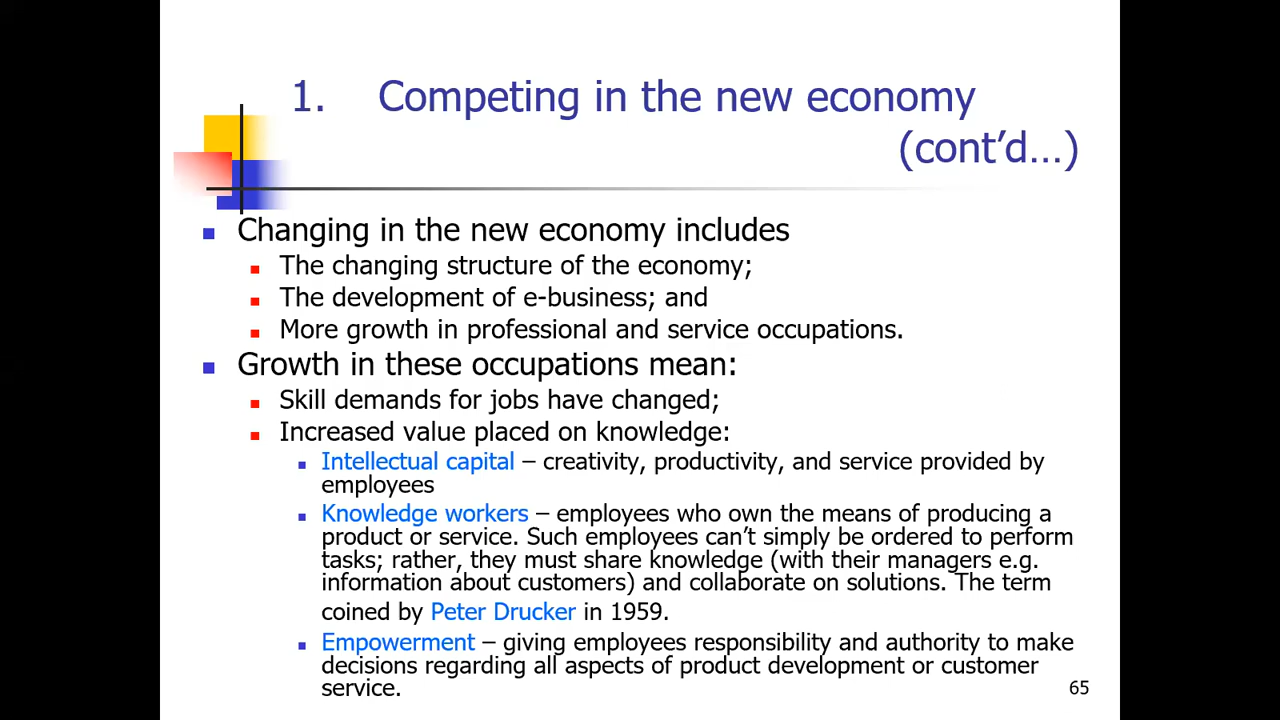 1. Competing in the new economy
(cont’d…)
Changing in the new economy includes
The changing structure of the economy;
The development of e-business; and
More growth in professional and service occupations.
Growth in these occupations mean:
Skill demands for jobs have changed;
Increased value placed on knowledge:
Intellectual capital – creativity, productivity, and service provided by
employees
Knowledge workers – employees who own the means of producing a
product or service. Such employees can’t simply be ordered to perform
tasks; rather, they must share knowledge (with their managers e.g.
information about customers) and collaborate on solutions. The term
coined by Peter Drucker in 1959.
Empowerment – giving employees responsibility and authority to make
decisions regarding all aspects of product development or customer
service.
65